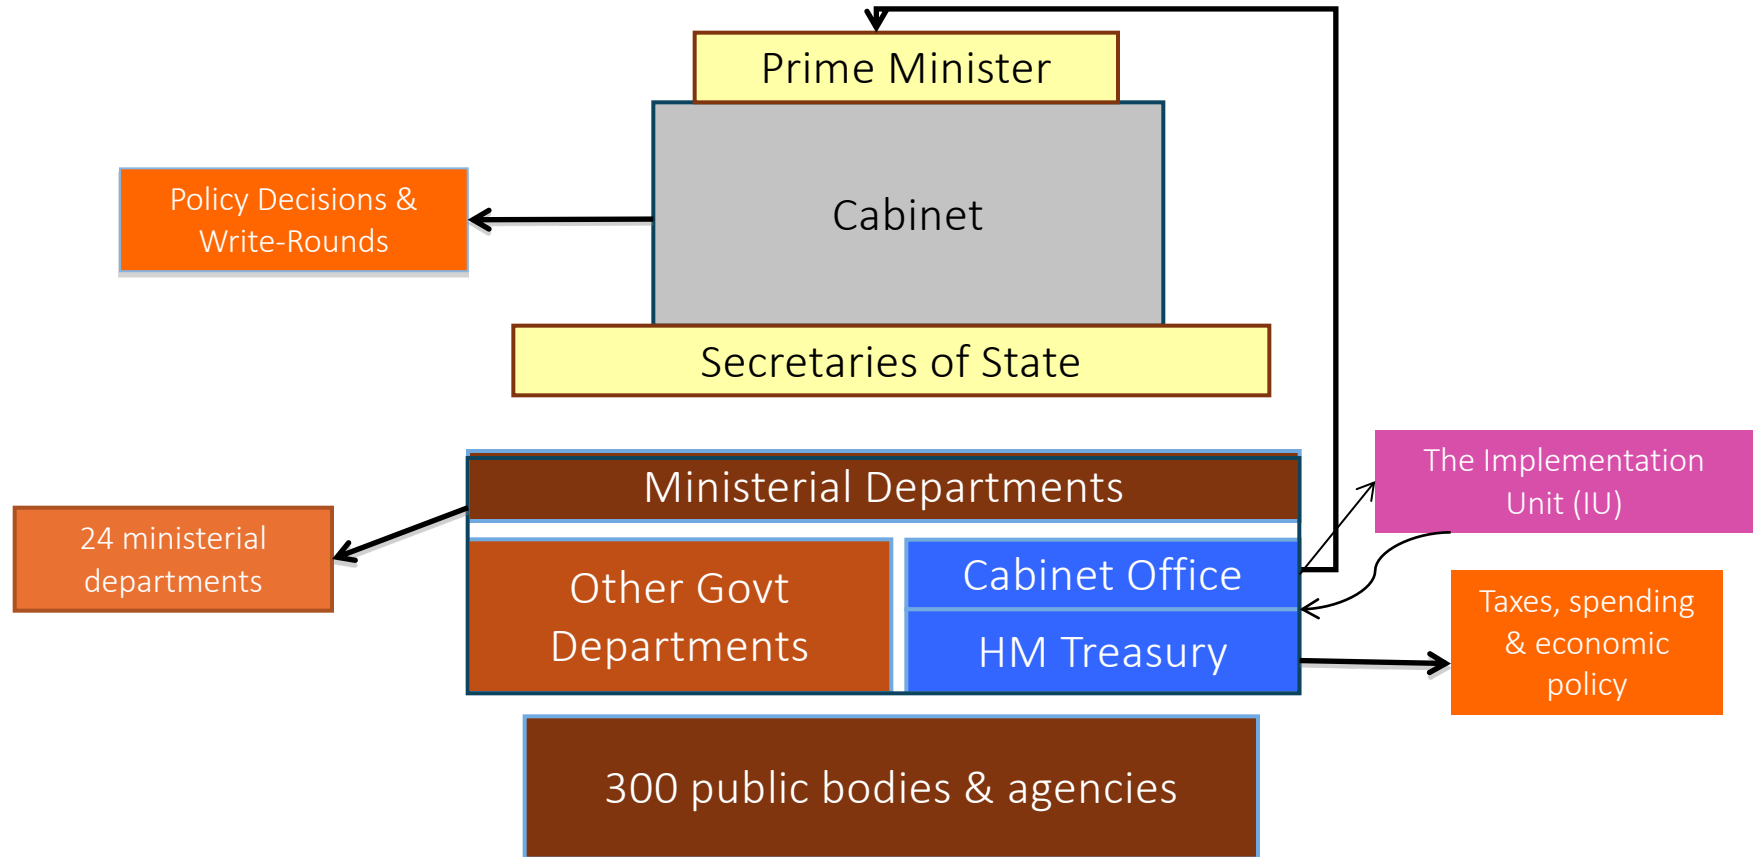 Prime Minister
Cabinet
Policy Decisions &
Write-Rounds
Secretaries of State
Ministerial Departments
24 ministerial
departments
Other Govt
Departments
Cabinet Office
HM Treasury
The Implementation
Unit (IU)
Taxes, spending
& economic
policy
300 public bodies & agencies